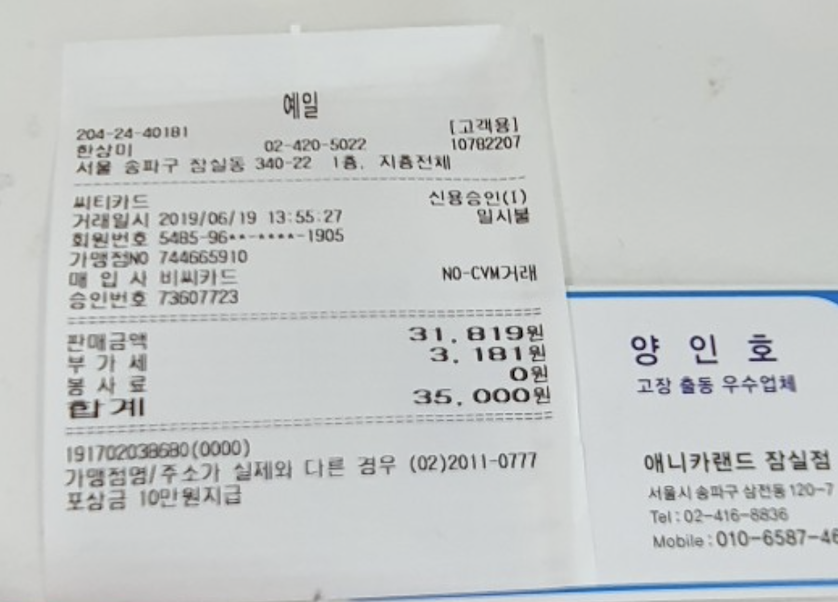 예일
204-24-40181 [고객용]
한상미 02-420-5022 10782207
서울 송파구 잠실동 340-22 1층, 지층전체
씨티카드 신용승인(I)
거래일시 2019/06/19 13:55:27 일시불
회원번호 5485-96**-****-1905
가맹점NO 744665910
매 입 사 비씨카드 NO-CVM거래
승인번호 73607723
판매금액 31,819원
부 가 세 3,181원
봉 사 료 0원
합계 35,000원
191702038680(0000)
가맹점명/주소가 실제와 다른 경우 (02)2011-0777
포상금 10만원지급
양 인 호
고장 출동 우수업체
애니카랜드 잠실점
서울시 송파구 삼전동 120-7
Tel : 02-416-8836
Mobile : 010-6587-46